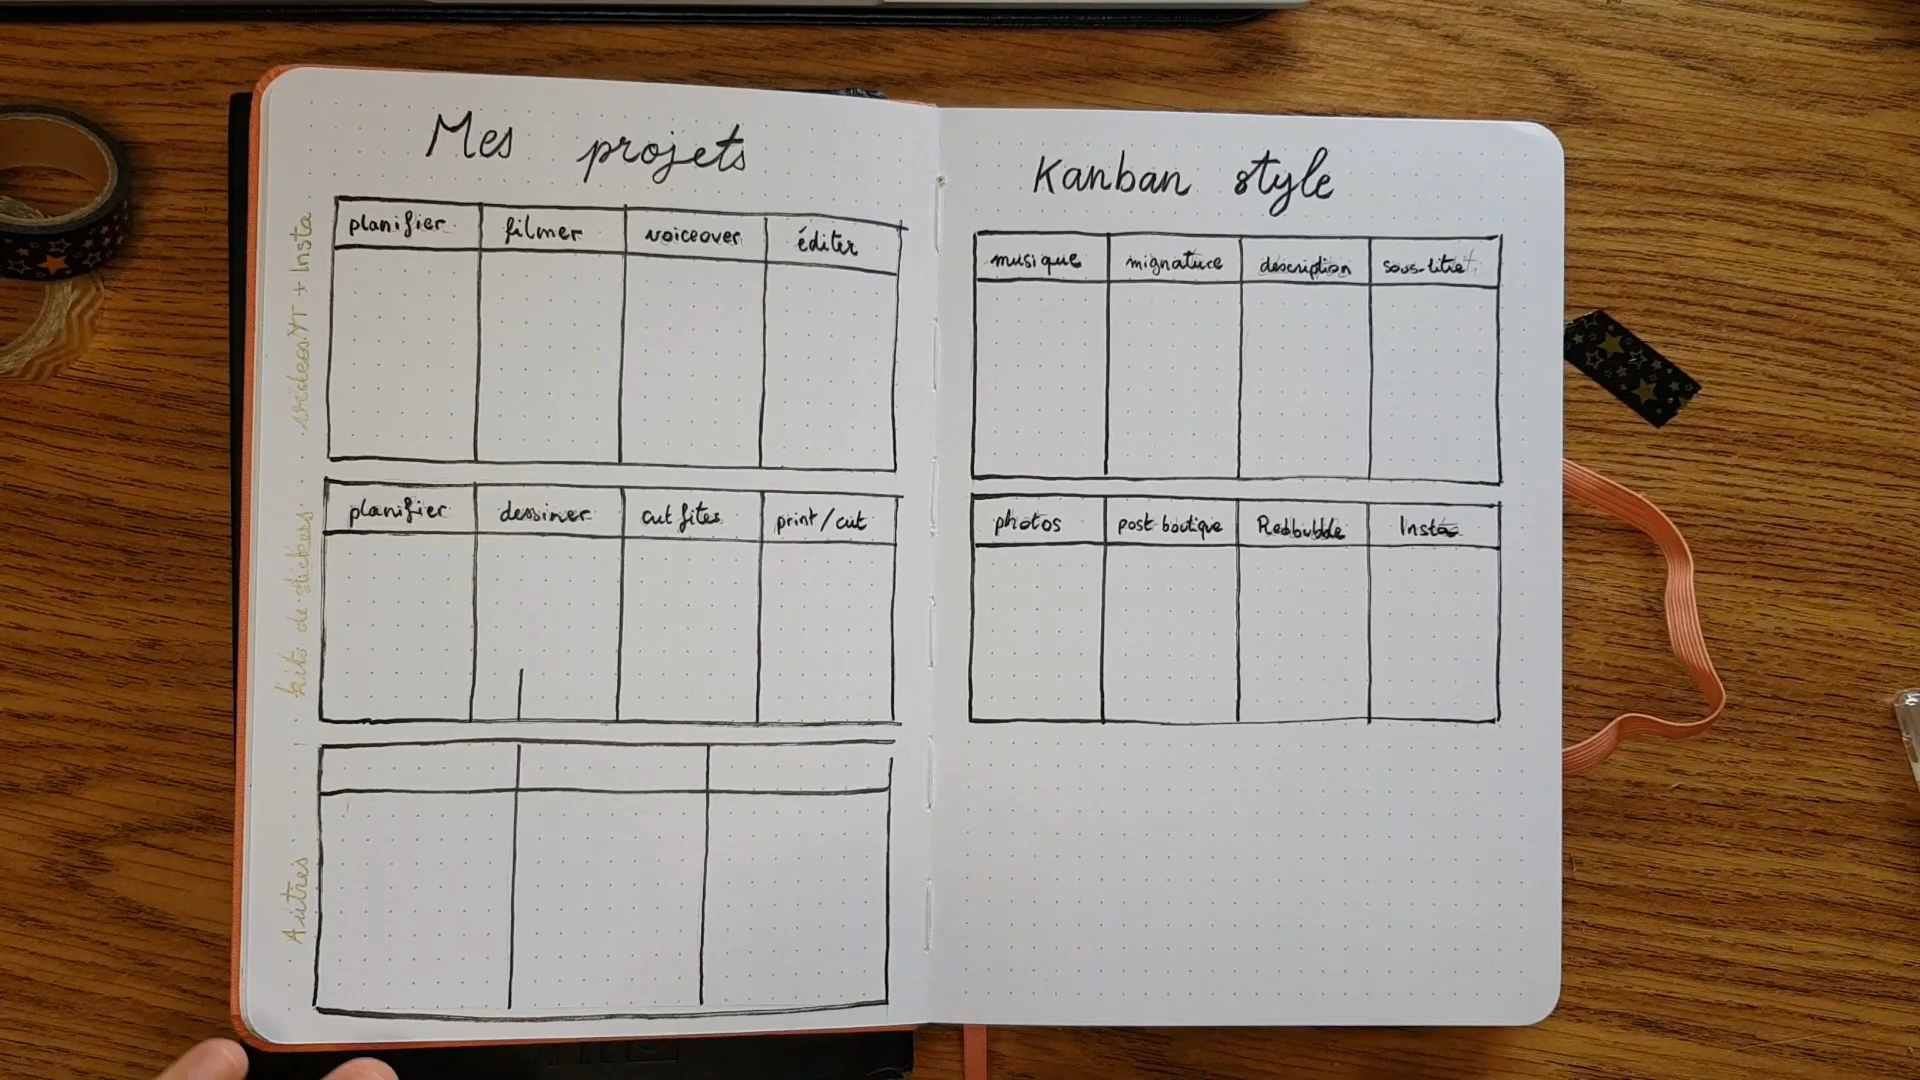 Mes projets
Kanban style
vidéos YT + Insta
planifier filmer voiceover éditer
musique mignature description sous-titre
kits de stickers
planifier dessiner cut files print/cut
photos post boutique Redbubble Insta
Autres